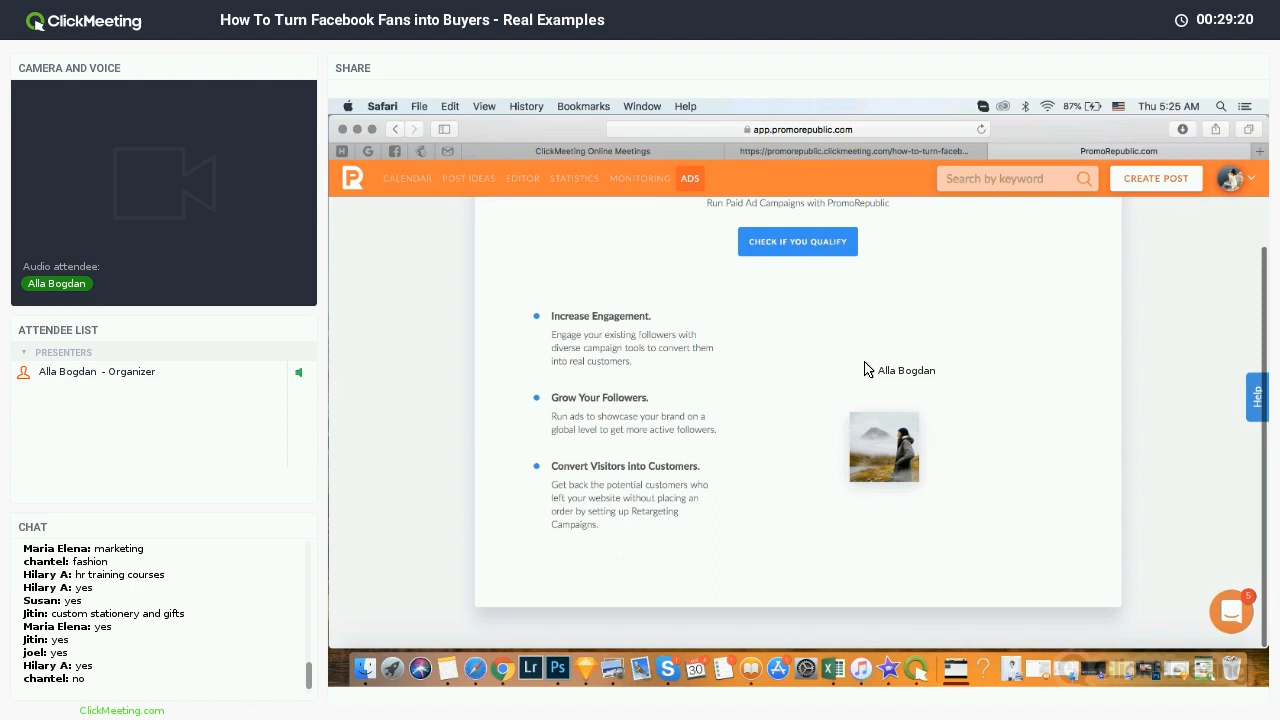 ClickMeeting
How To Turn Facebook Fans into Buyers - Real Examples
00:29:20
CAMERA AND VOICE
Audio attendee:
Alla Bogdan
ATTENDEE LIST
PRESENTERS
Alla Bogdan - Organizer
CHAT
Maria Elena: marketing
chantel: fashion
Hilary A: hr training courses
Hilary A: yes
Susan: yes
Jitin: custom stationery and gifts
Maria Elena: yes
Jitin: yes
joel: yes
Hilary A: yes
chantel: no
ClickMeeting.com
SHARE
Safari File Edit View History Bookmarks Window Help
87% Thu 5:25 AM
app.promorepublic.com
H G
ClickMeeting Online Meetings
https://promorepublic.clickmeeting.com/how-to-turn-faceb...
PromoRepublic.com
CALENDAR POST IDEAS EDITOR STATISTICS MONITORING ADS
Search by keyword
CREATE POST
Run Paid Ad Campaigns with PromoRepublic
CHECK IF YOU QUALIFY
Increase Engagement.
Engage your existing followers with
diverse campaign tools to convert them
into real customers.
Grow Your Followers.
Run ads to showcase your brand on a
global level to get more active followers.
Convert Visitors into Customers.
Get back the potential customers who
left your website without placing an
order by setting up Retargeting
Campaigns.
Alla Bogdan
Help
5
Lr Ps 30